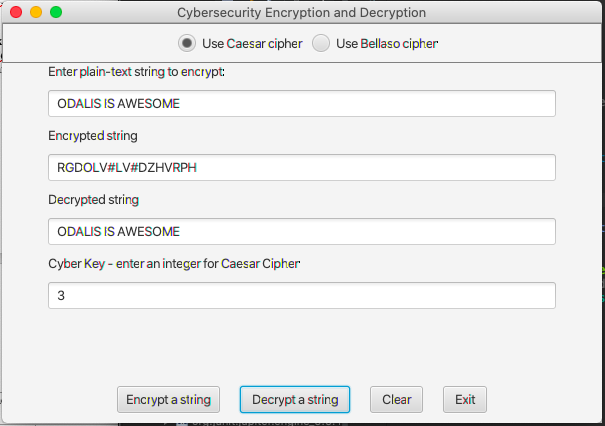 Cybersecurity Encryption and Decryption
Use Caesar cipher Use Bellaso cipher
Enter plain-text string to encrypt:
ODALIS IS AWESOME
Encrypted string
RGDOLV#LV#DZHVRPH
Decrypted string
ODALIS IS AWESOME
Cyber Key - enter an integer for Caesar Cipher
3
Encrypt a string Decrypt a string Clear Exit